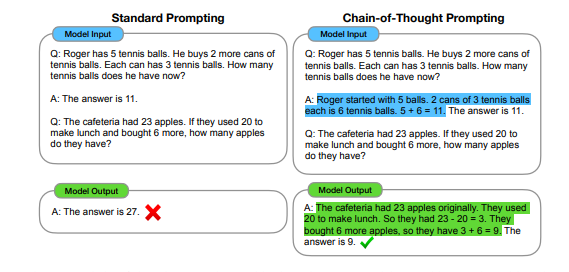 Standard Prompting
Model Input
Q: Roger has 5 tennis balls. He buys 2 more cans of
tennis balls. Each can has 3 tennis balls. How many
tennis balls does he have now?
A: The answer is 11.
Q: The cafeteria had 23 apples. If they used 20 to
make lunch and bought 6 more, how many apples
do they have?
Model Output
A: The answer is 27.
Chain-of-Thought Prompting
Model Input
Q: Roger has 5 tennis balls. He buys 2 more cans of
tennis balls. Each can has 3 tennis balls. How many
tennis balls does he have now?
A: Roger started with 5 balls. 2 cans of 3 tennis balls
each is 6 tennis balls. 5 + 6 = 11. The answer is 11.
Q: The cafeteria had 23 apples. If they used 20 to
make lunch and bought 6 more, how many apples
do they have?
Model Output
A: The cafeteria had 23 apples originally. They used
20 to make lunch. So they had 23 - 20 = 3. They
bought 6 more apples, so they have 3 + 6 = 9. The
answer is 9.